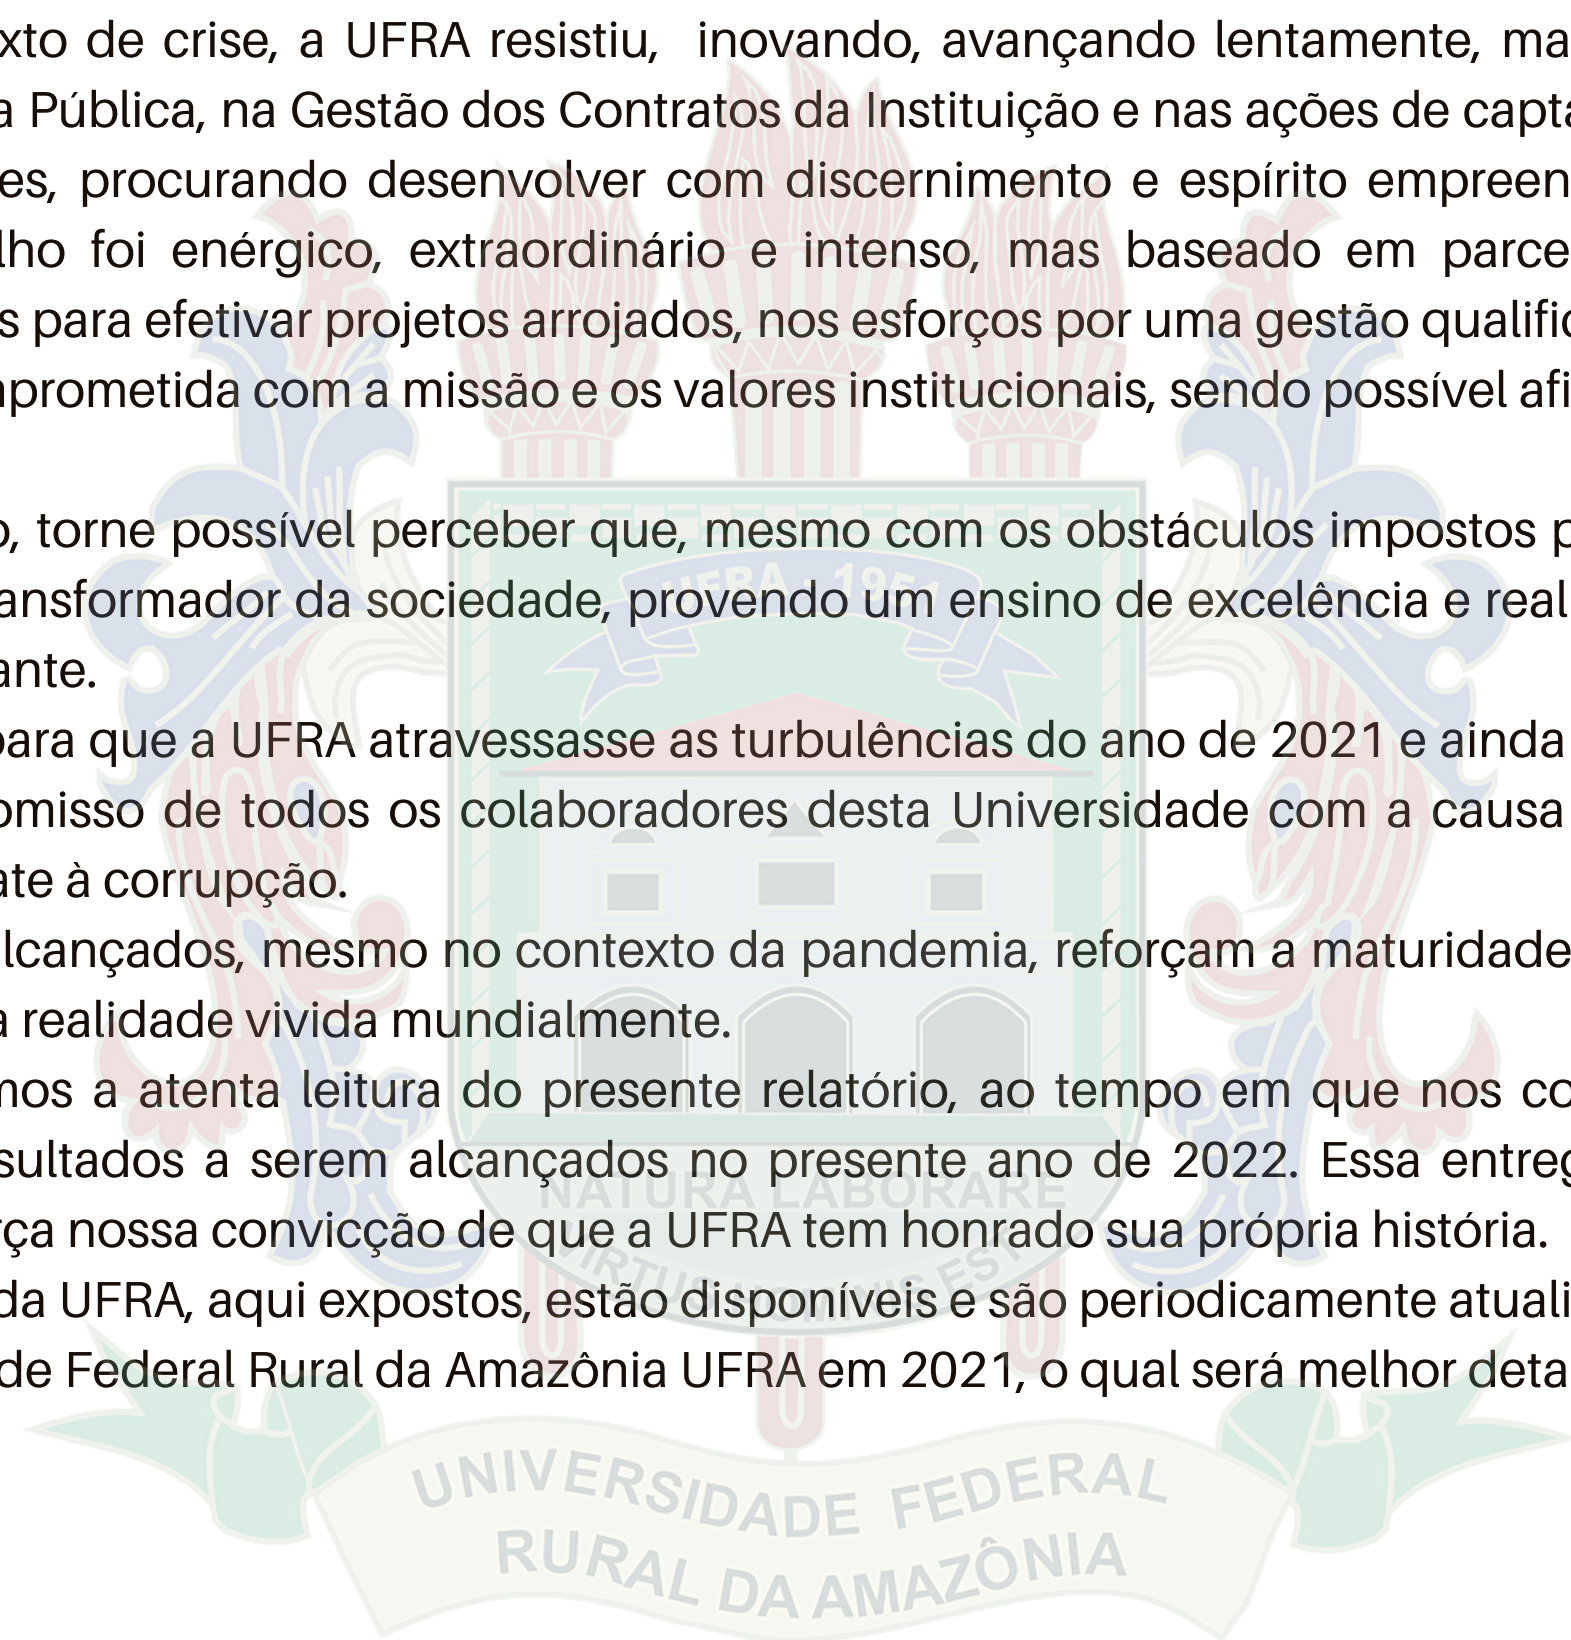 xto de crise, a UFRA resistiu, inovando, avançando lentamente, ma
a Pública, na Gestão dos Contratos da Instituição e nas ações de capta
es, procurando desenvolver com discernimento e espírito empreen
lho foi enérgico, extraordinário e intenso, mas baseado em parce
s para efetivar projetos arrojados, nos esforços por uma gestão qualific
mprometida com a missão e os valores institucionais, sendo possível afi
o, torne possível perceber que, mesmo com os obstáculos impostos p
UFRA - 1951
ansformador da sociedade, provendo um ensino de excelência e real
ante.
para que a UFRA atravessasse as turbulências do ano de 2021 e ainda
omisso de todos os colaboradores desta Universidade com a causa
ate à corrupção.
lcançados, mesmo no contexto da pandemia, reforçam a maturidade
a realidade vivida mundialmente.
mos a atenta leitura do presente relatório, ao tempo em que nos co
sultados a serem alcançados no presente ano de 2022. Essa entreg
NATURA LABORARE
rça nossa convicção de que a UFRA tem honrado sua própria história.
VIRTUS HOMINIS EST
da UFRA, aqui expostos, estão disponíveis e são periodicamente atuali
de Federal Rural da Amazônia UFRA em 2021, o qual será melhor deta
UNIVERSIDADE FEDERAL
RURAL DA AMAZÔNIA